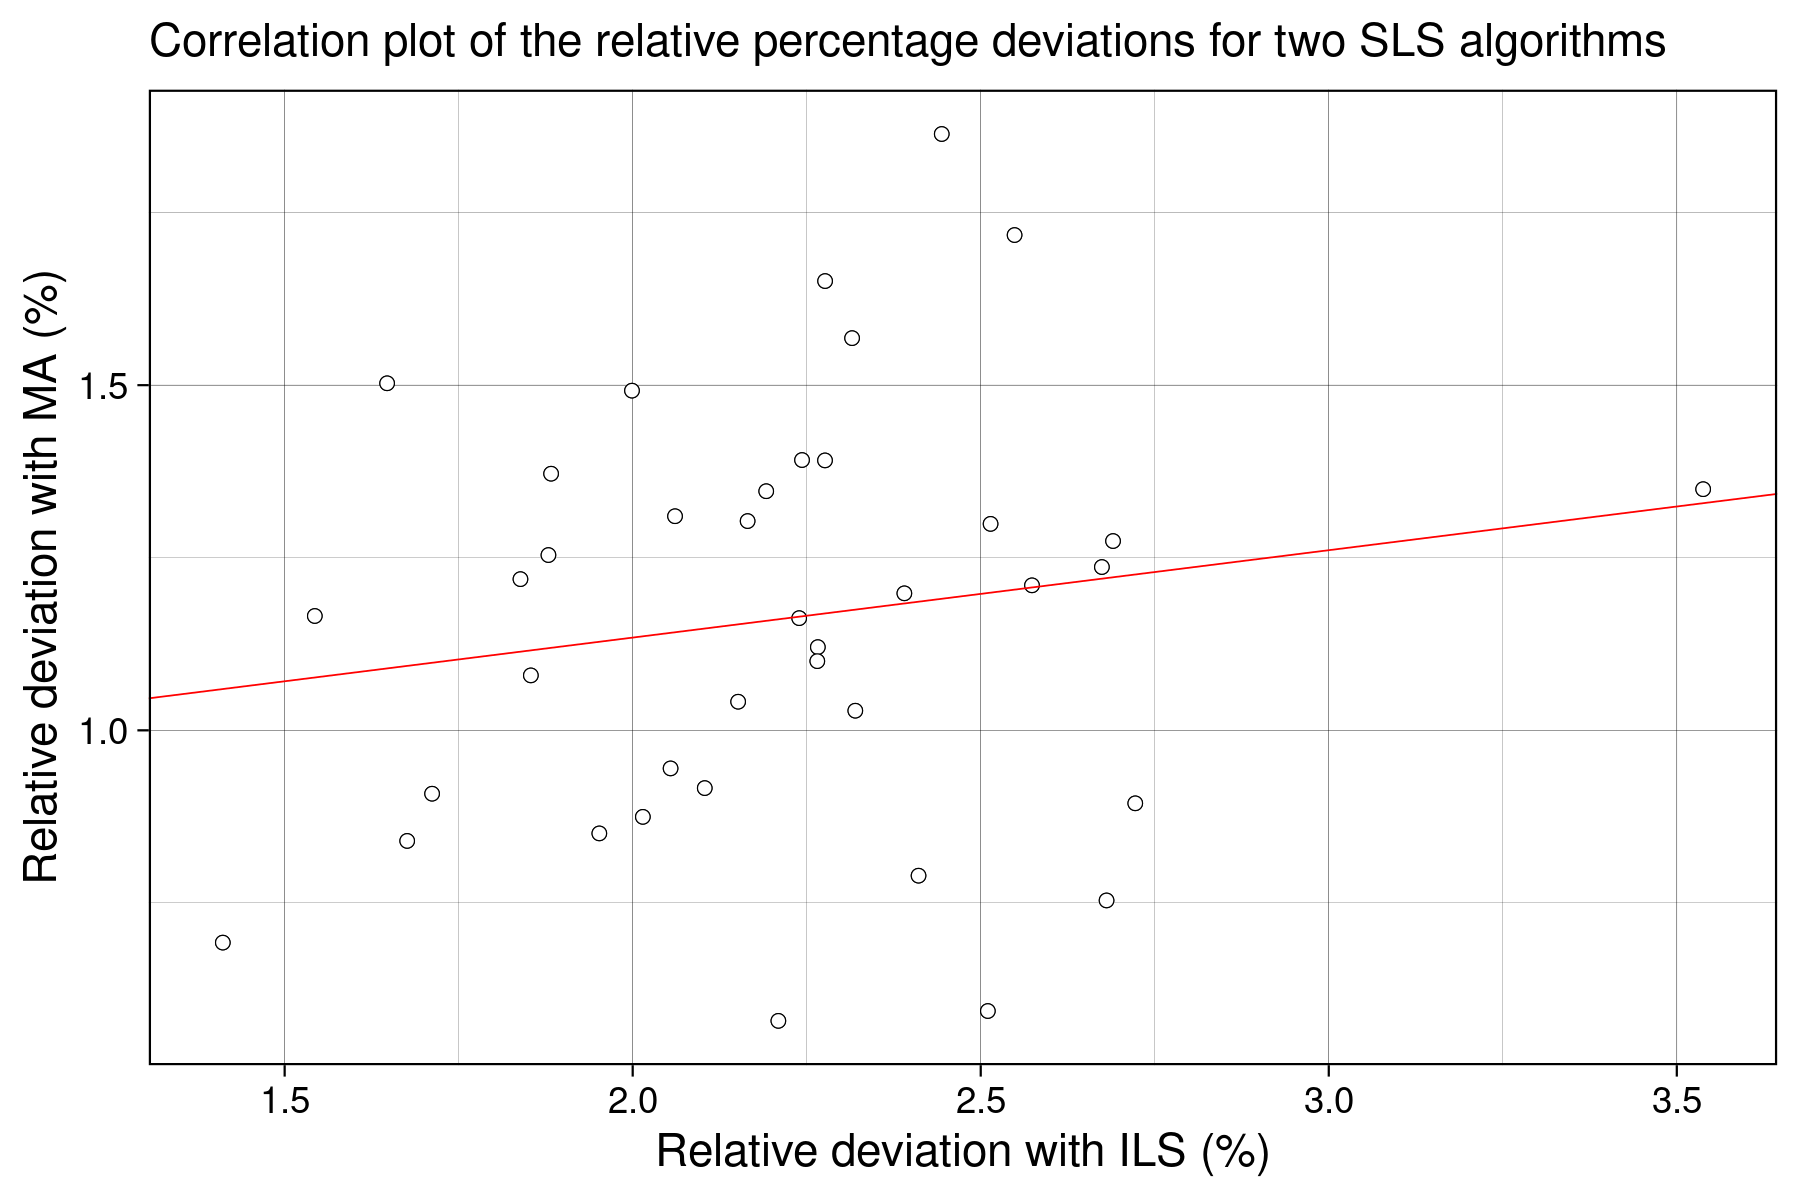 Correlation plot of the relative percentage deviations for two SLS algorithms
Relative deviation with MA (%)
1.5
1.0
1.5 2.0 2.5 3.0 3.5
Relative deviation with ILS (%)